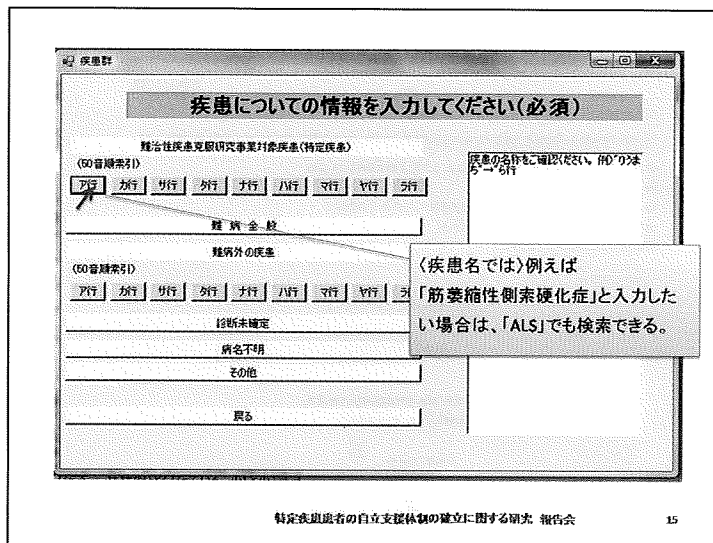 疾患群
疾患についての情報を入力してください(必須)
難治性疾患克服研究事業対象疾患(特定疾患)
(50音順索引)
ア行 カ行 サ行 タ行 ナ行 ハ行 マ行 ヤ行 ラ行
難 病 全 般
難病外の疾患
(50音順索引)
ア行 カ行 サ行 タ行 ナ行 ハ行 マ行 ヤ行
診断未確定
病名不明
その他
戻る
疾患の名称をご確認ください。
〈疾患名では〉例えば
「筋萎縮性側索硬化症」と入力した
い場合は、「ALS」でも検索できる。
特定疾患患者の自立支援体制の確立に関する研究 報告会
15